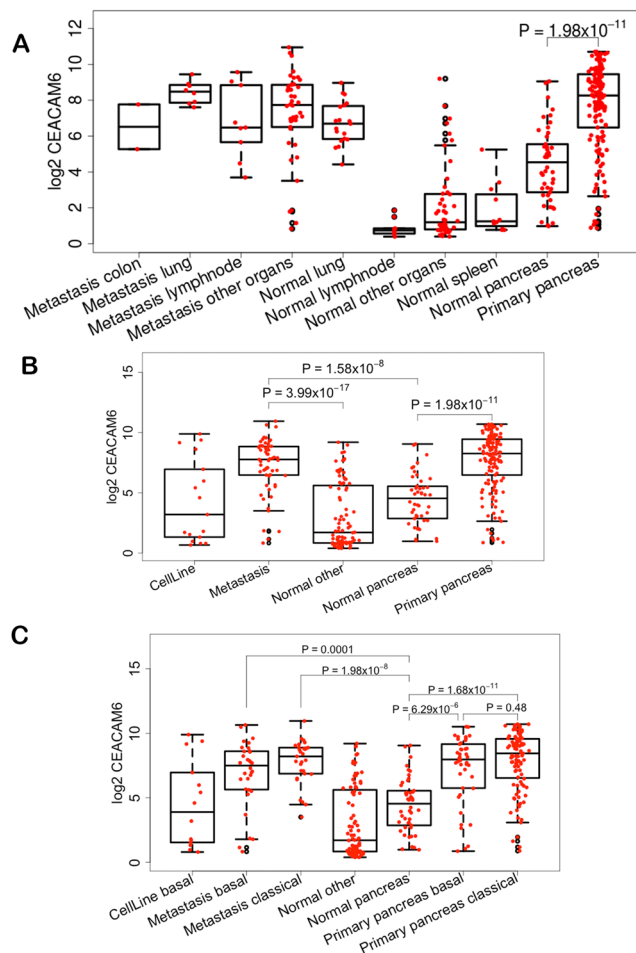 A
P = 1.98x10⁻¹¹
log2 CEACAM6
12
10
8
6
4
2
0
Metastasis colon
Metastasis lung
Metastasis lymphnode
Metastasis other organs
Normal lung
Normal lymphnode
Normal other organs
Normal spleen
Normal pancreas
Primary pancreas
B
P = 1.58x10⁻⁸
P = 3.99x10⁻¹⁷
P = 1.98x10⁻¹¹
log2 CEACAM6
15
10
5
0
CellLine
Metastasis
Normal other
Normal pancreas
Primary pancreas
C
P = 0.0001
P = 1.98x10⁻⁸
P = 1.68x10⁻¹¹
P = 6.29x10⁻⁶
P = 0.48
log2 CEACAM6
15
10
5
0
CellLine basal
Metastasis basal
Metastasis classical
Normal other
Normal pancreas
Primary pancreas basal
Primary pancreas classical